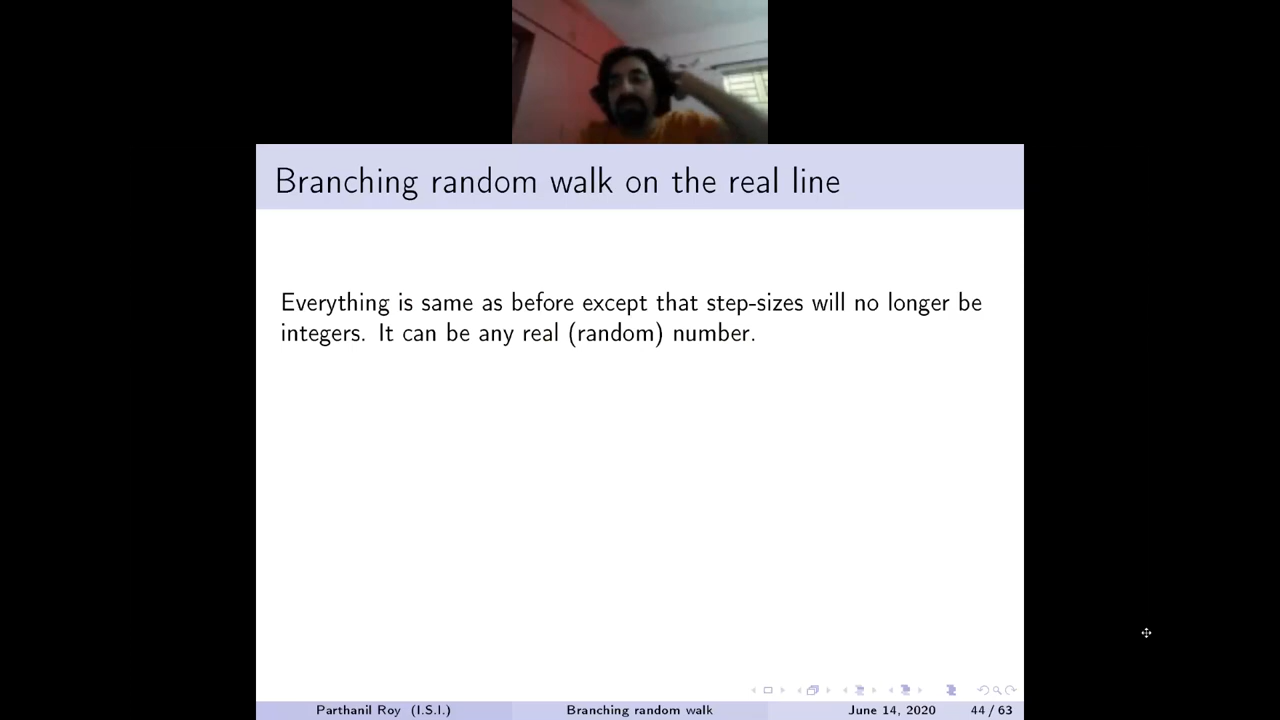 Branching random walk on the real line
Everything is same as before except that step-sizes will no longer be
integers. It can be any real (random) number.
Parthanil Roy (I.S.I.) Branching random walk June 14, 2020 44 / 63